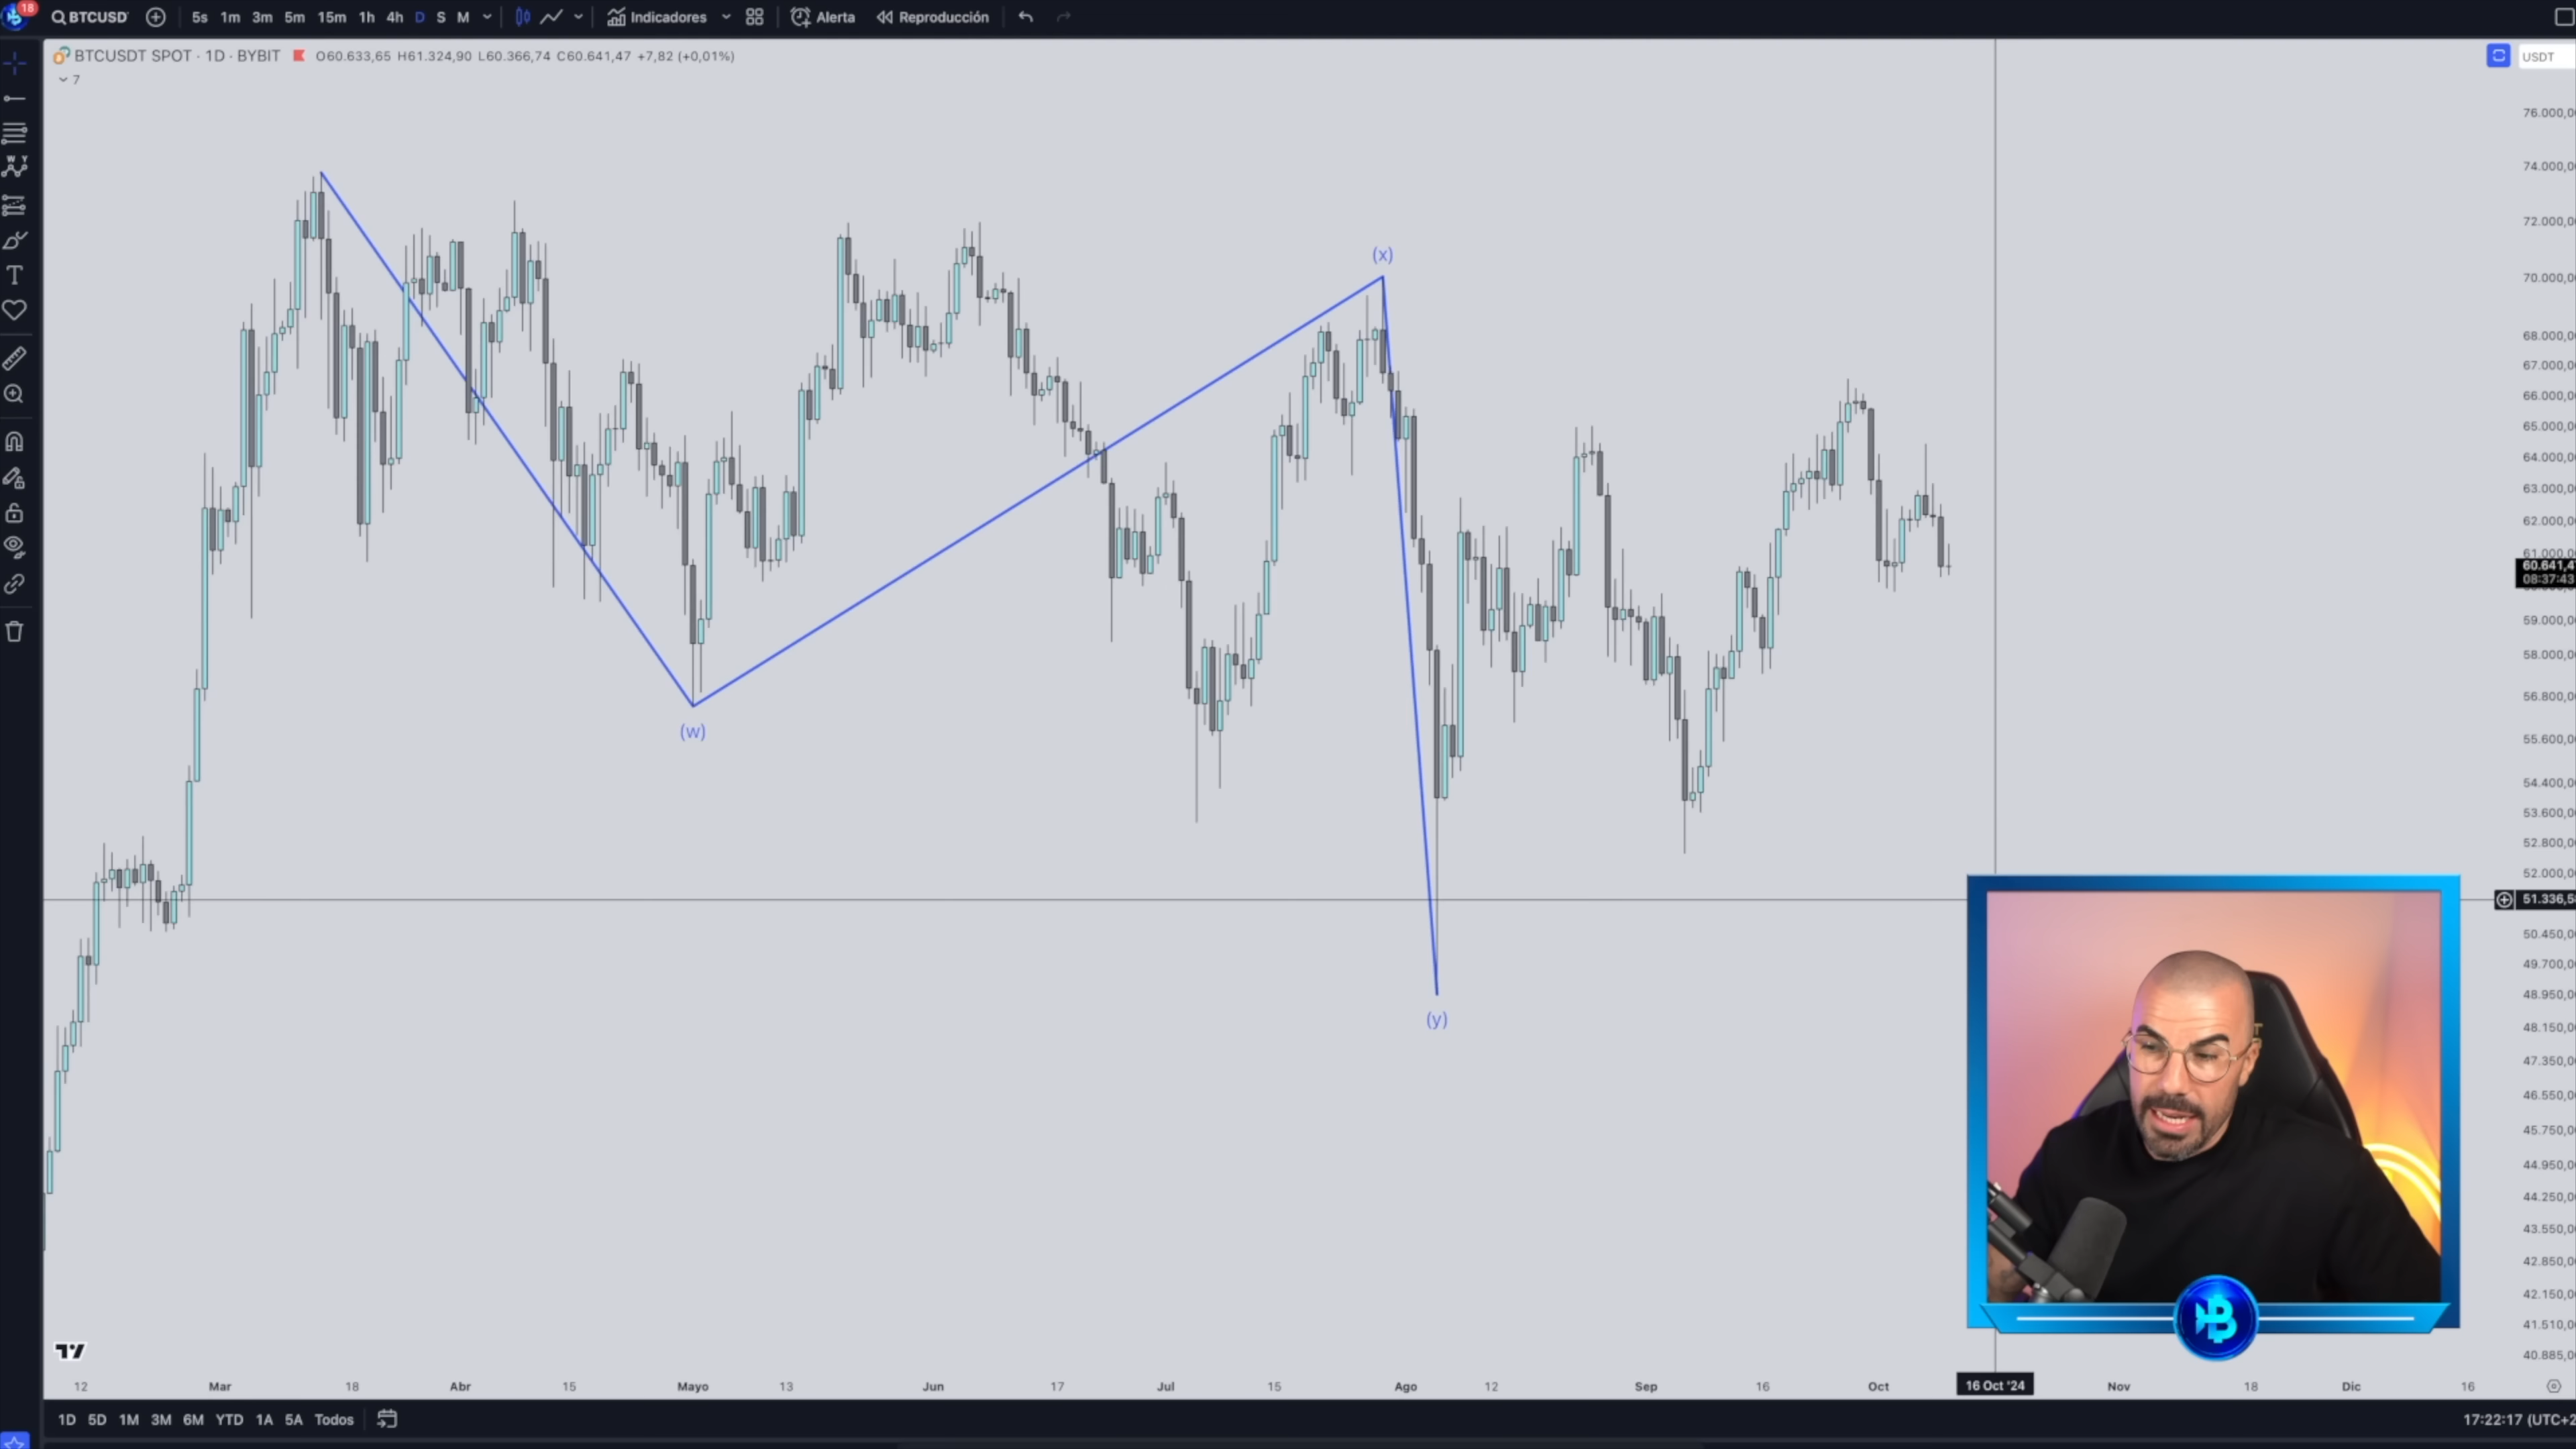 18
BTCUSD
5s 1m 3m 5m 15m 1h 4h D S M
Indicadores
Alerta
Reproducción
BTCUSDT SPOT · 1D · BYBIT O60.633,65 H61.324,90 L60.366,74 C60.641,47 +7,82 (+0,01%)
7
USDT
W Y
76.000,0
74.000,0
72.000,0
(x)
70.000,0
68.000,0
67.000,0
66.000,0
65.000,0
64.000,0
63.000,0
62.000,0
61.000,0
60.641,4
08:37:43
59.000,0
58.000,0
56.800,0
(w)
55.600,0
54.400,0
53.600,0
52.800,0
52.000,0
51.336,5
50.450,0
49.700,0
48.950,0
(y)
48.150,0
47.350,0
46.550,0
45.750,0
44.950,0
44.250,0
43.550,0
42.850,0
42.150,0
41.510,0
40.885,0
12 Mar 18 Abr 15 Mayo 13 Jun 17 Jul 15 Ago 12 Sep 16 Oct 16 Oct '24 Nov 18 Dic 16
1D 5D 1M 3M 6M YTD 1A 5A Todos
17:22:17 (UTC+2